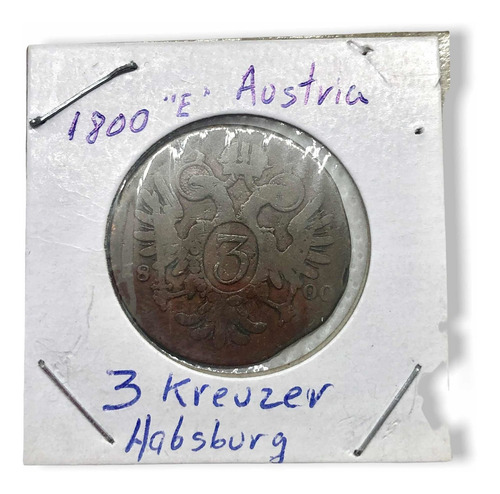 1800 "E" Austria
3
8 00
3 Kreuzer
Habsburg